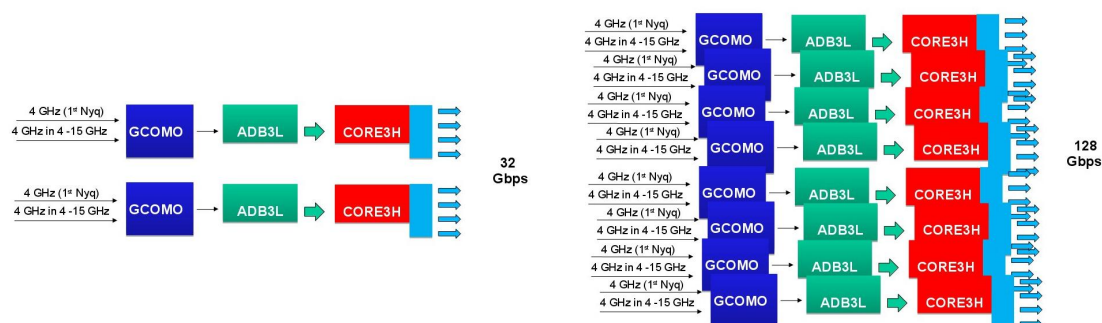 4 GHz (1st Nyq)
4 GHz in 4 -15 GHz
GCOMO
ADB3L
CORE3H
4 GHz (1st Nyq)
4 GHz in 4 -15 GHz
GCOMO
ADB3L
CORE3H
32
Gbps
4 GHz (1st Nyq)
4 GHz in 4 -15 GHz
GCOMO
ADB3L
CORE3H
4 GHz (1st Nyq)
4 GHz in 4 -15 GHz
GCOMO
ADB3L
CORE3H
4 GHz (1st Nyq)
4 GHz in 4 -15 GHz
GCOMO
ADB3L
CORE3H
4 GHz (1st Nyq)
4 GHz in 4 -15 GHz
GCOMO
ADB3L
CORE3H
4 GHz (1st Nyq)
4 GHz in 4 -15 GHz
GCOMO
ADB3L
CORE3H
4 GHz (1st Nyq)
4 GHz in 4 -15 GHz
GCOMO
ADB3L
CORE3H
4 GHz (1st Nyq)
4 GHz in 4 -15 GHz
GCOMO
ADB3L
CORE3H
4 GHz (1st Nyq)
4 GHz in 4 -15 GHz
GCOMO
ADB3L
CORE3H
128
Gbps